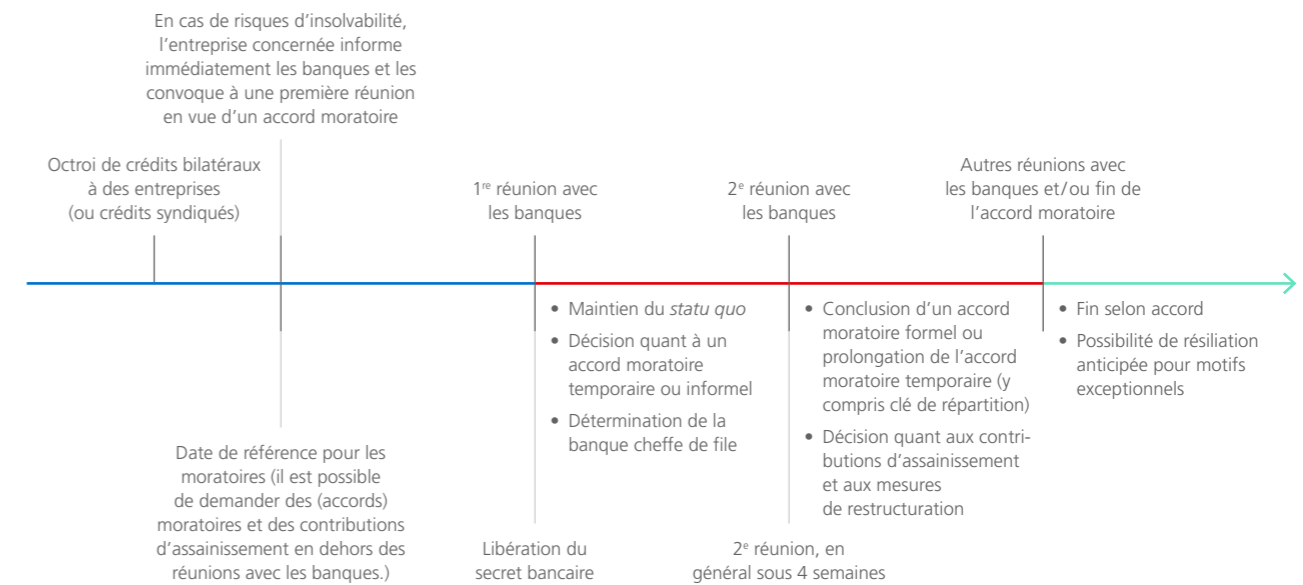 En cas de risques d’insolvabilité,
l’entreprise concernée informe
immédiatement les banques et les
convoque à une première réunion
en vue d’un accord moratoire
Octroi de crédits bilatéraux
à des entreprises
(ou crédits syndiqués)
1re réunion avec
les banques
2e réunion avec
les banques
Autres réunions avec
les banques et/ou fin de
l’accord moratoire
• Maintien du statu quo
• Décision quant à un
accord moratoire
temporaire ou informel
• Détermination de la
banque cheffe de file
• Conclusion d’un accord
moratoire formel ou
prolongation de l’accord
moratoire temporaire (y
compris clé de répartition)
• Décision quant aux contri-
butions d’assainissement
et aux mesures
de restructuration
• Fin selon accord
• Possibilité de résiliation
anticipée pour motifs
exceptionnels
Date de référence pour les
moratoires (il est possible
de demander des (accords)
moratoires et des contributions
d’assainissement en dehors des
réunions avec les banques.)
Libération du
secret bancaire
2e réunion, en
général sous 4 semaines